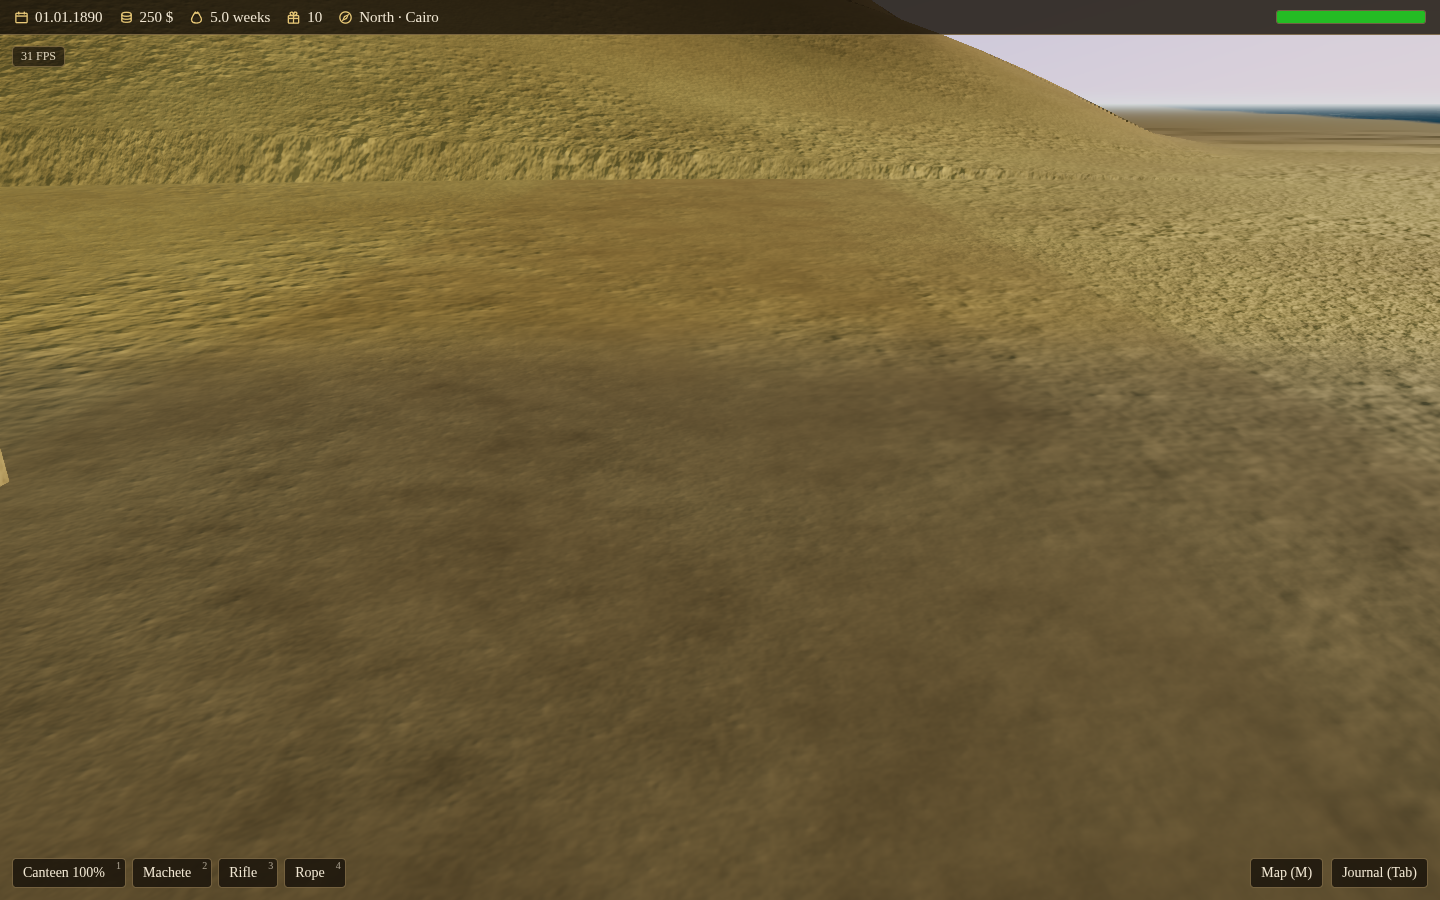 01.01.1890 250 $ 5.0 weeks 10 North · Cairo
31 FPS
Canteen 100% 1 Machete 2 Rifle 3 Rope 4 Map (M) Journal (Tab)